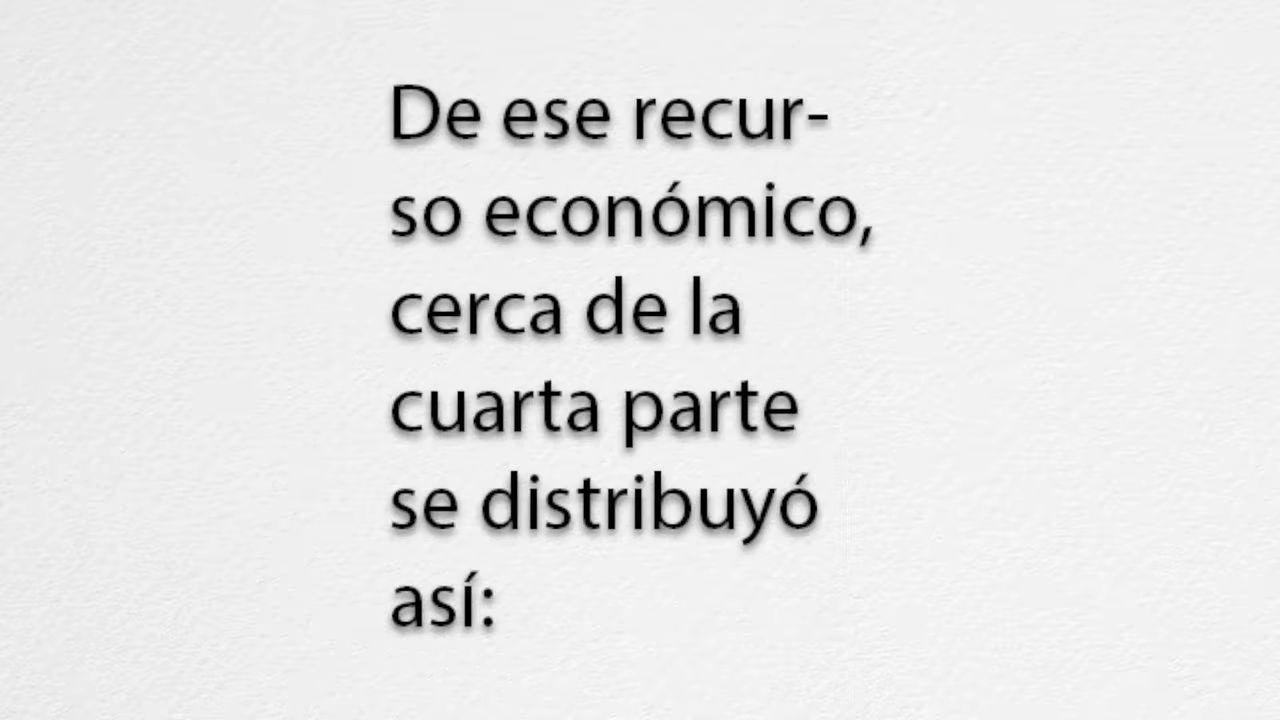 De ese recur-
so económico,
cerca de la
cuarta parte
se distribuyó
así: